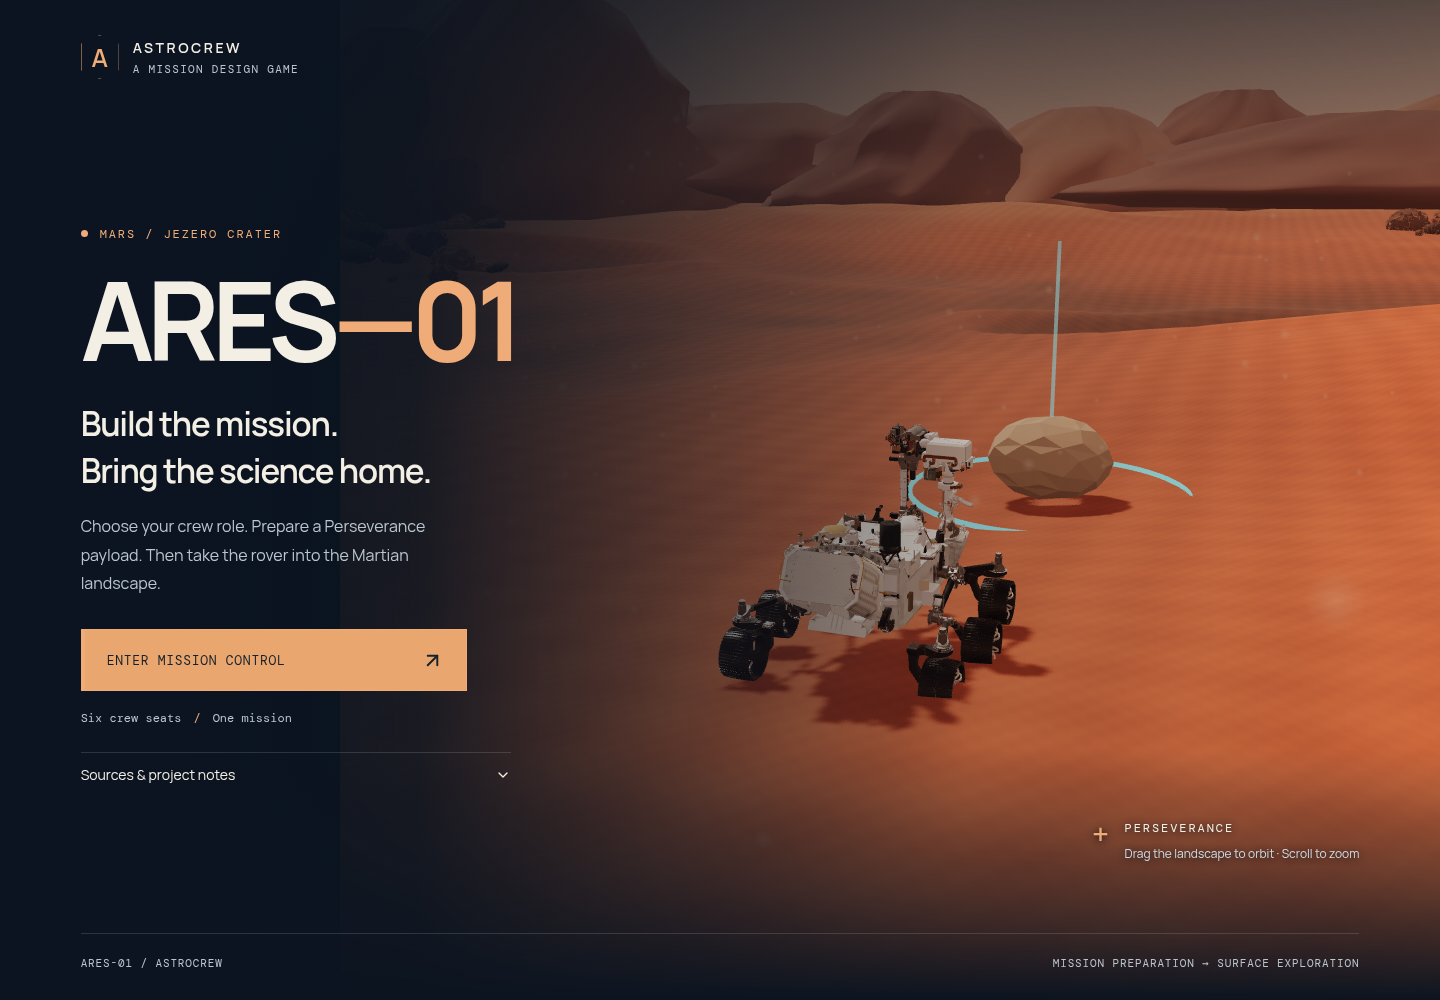 A
ASTROCREW
A MISSION DESIGN GAME
MARS / JEZERO CRATER
ARES—01
Build the mission.
Bring the science home.
Choose your crew role. Prepare a Perseverance
payload. Then take the rover into the Martian
landscape.
ENTER MISSION CONTROL
Six crew seats / One mission
Sources & project notes
PERSEVERANCE
Drag the landscape to orbit · Scroll to zoom
ARES-01 / ASTROCREW
MISSION PREPARATION → SURFACE EXPLORATION